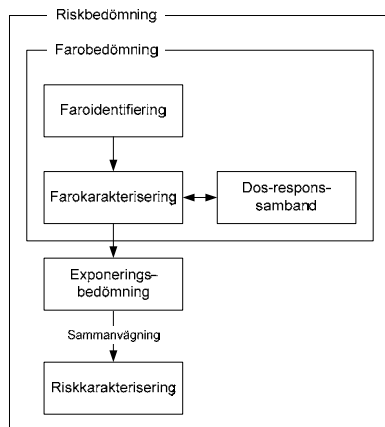 Riskbedömning
Farobedömning
Faroidentifiering
Farokarakterisering
Dos-respons-
samband
Exponerings-
bedömning
Sammanvägning
Riskkarakterisering